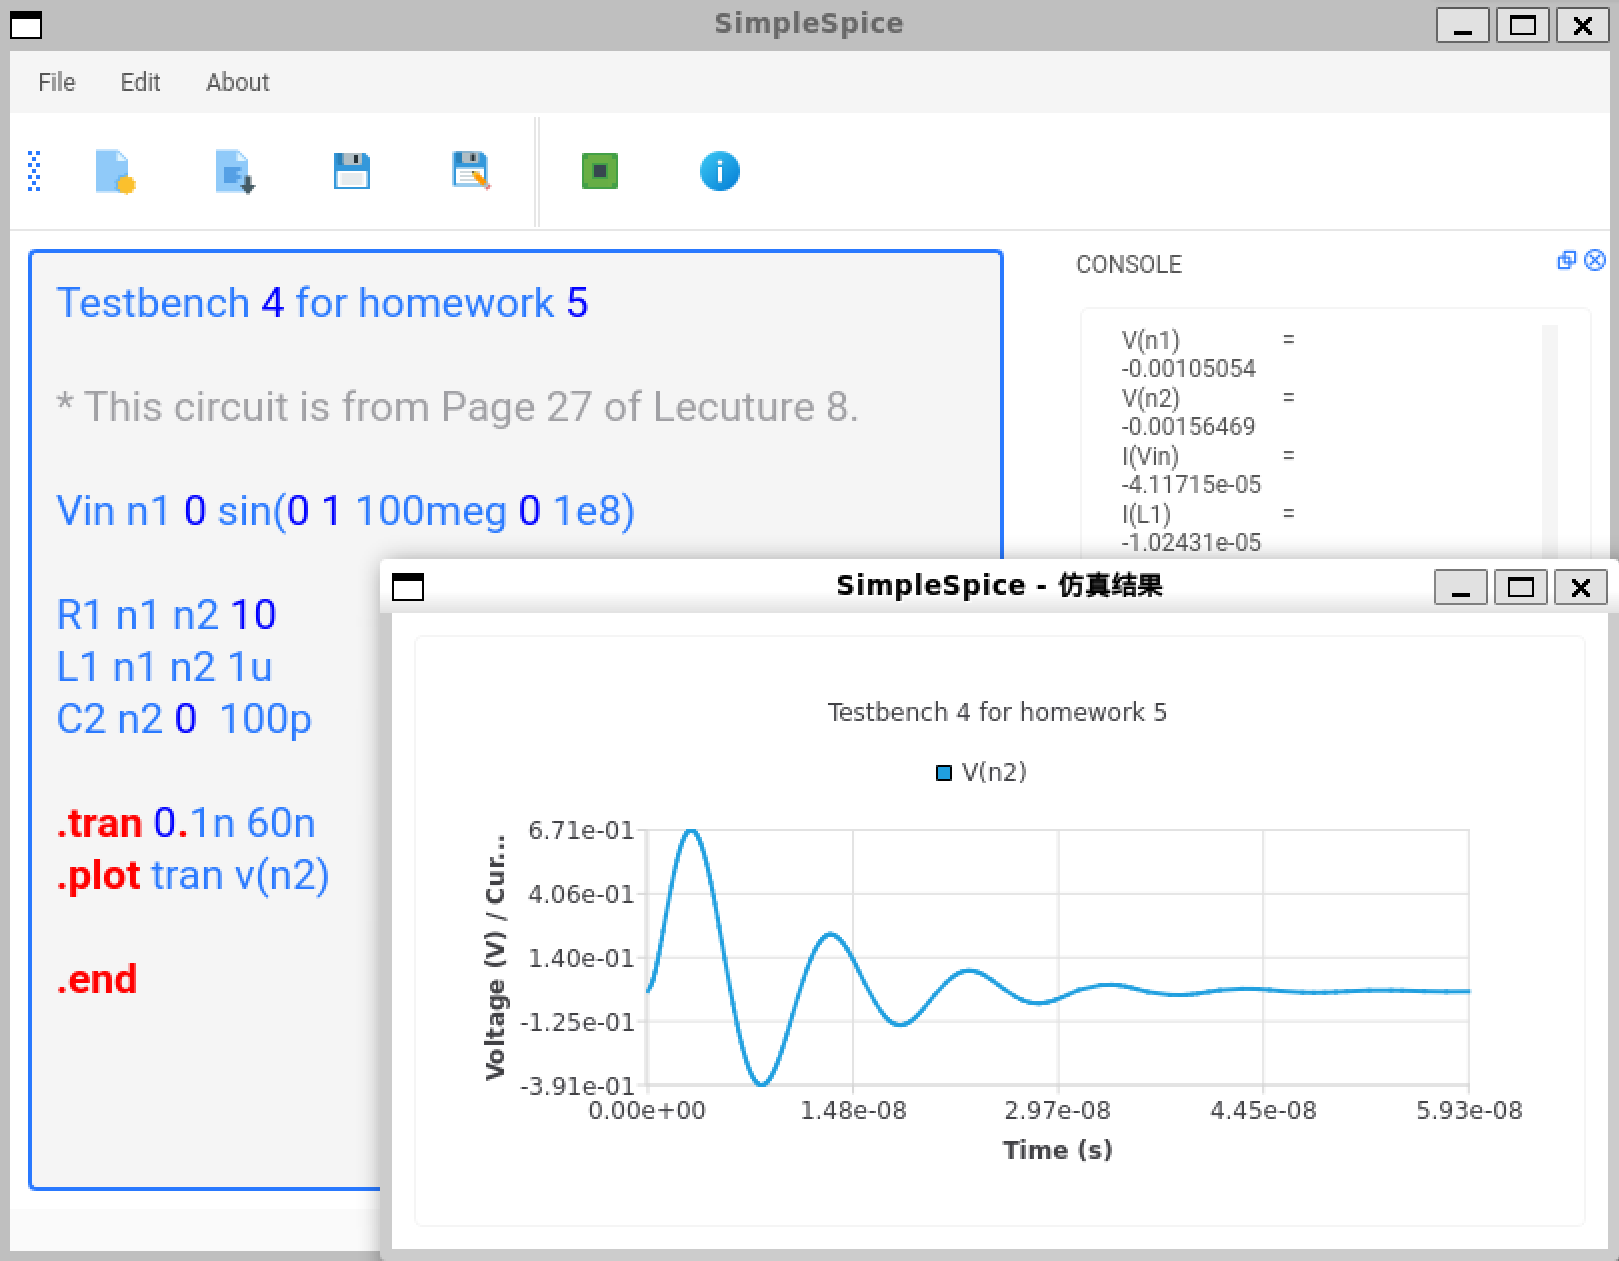 SimpleSpice
File Edit About
Testbench 4 for homework 5
* This circuit is from Page 27 of Lecuture 8.
Vin n1 0 sin(0 1 100meg 0 1e8)
R1 n1 n2 10
L1 n1 n2 1u
C2 n2 0 100p
.tran 0.1n 60n
.plot tran v(n2)
.end
CONSOLE
V(n1) =
-0.00105054
V(n2) =
-0.00156469
I(Vin) =
-4.11715e-05
I(L1) =
-1.02431e-05
SimpleSpice - 仿真结果
Testbench 4 for homework 5
V(n2)
Voltage (V) / Cur...
6.71e-01
4.06e-01
1.40e-01
-1.25e-01
-3.91e-01
0.00e+00 1.48e-08 2.97e-08 4.45e-08 5.93e-08
Time (s)